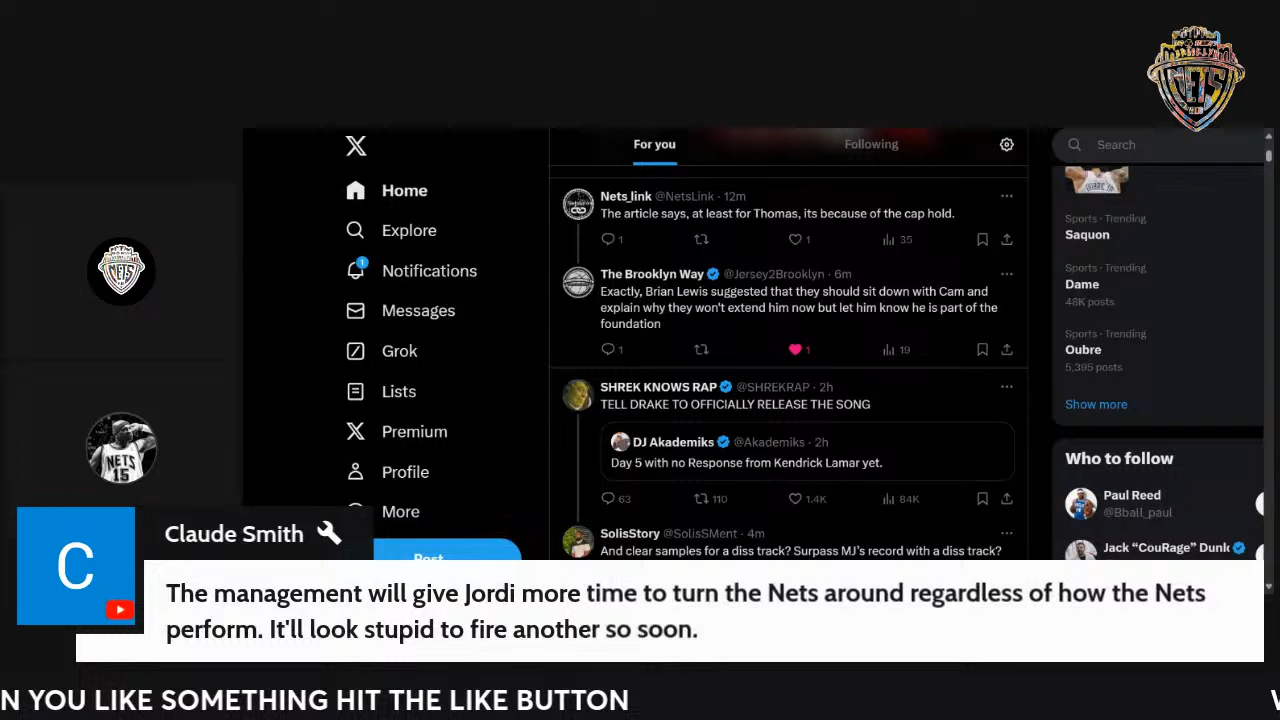 For you
Following
Search
Home
Explore
1
Notifications
Messages
Grok
Lists
Premium
Profile
More
Post
Nets_link @NetsLink · 12m
The article says, at least for Thomas, its because of the cap hold.
1 1 35
The Brooklyn Way @Jersey2Brooklyn · 6m
Exactly, Brian Lewis suggested that they should sit down with Cam and
explain why they won't extend him now but let him know he is part of the
foundation
1 1 19
SHREK KNOWS RAP @SHREKRAP · 2h
TELL DRAKE TO OFFICIALLY RELEASE THE SONG
DJ Akademiks @Akademiks · 2h
Day 5 with no Response from Kendrick Lamar yet.
63 110 1.4K 84K
SolisStory @SolisSMent · 4m
And clear samples for a diss track? Surpass MJ's record with a diss track?
Sports · Trending
Saquon
Sports · Trending
Dame
48K posts
Sports · Trending
Oubre
5,395 posts
Show more
Who to follow
Paul Reed
@Bball_paul
Jack “CouRage” Dunl
NETS
NETS
15
C
Claude Smith
The management will give Jordi more time to turn the Nets around regardless of how the Nets
perform. It'll look stupid to fire another so soon.
N YOU LIKE SOMETHING HIT THE LIKE BUTTON